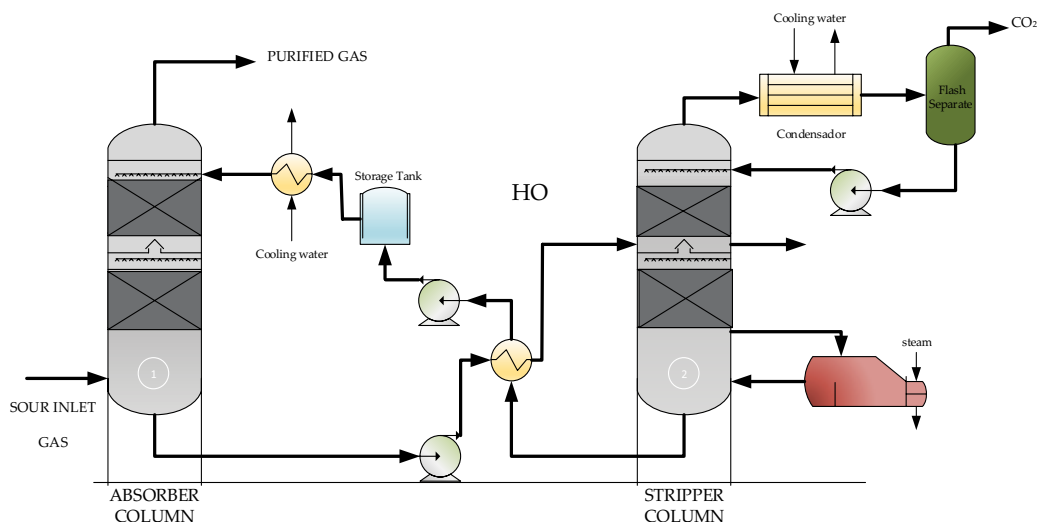 Cooling water
CO₂
PURIFIED GAS
Flash
Separate
Condensador
Storage Tank
HO
Cooling water
steam
1
2
SOUR INLET
GAS
ABSORBER
COLUMN
STRIPPER
COLUMN